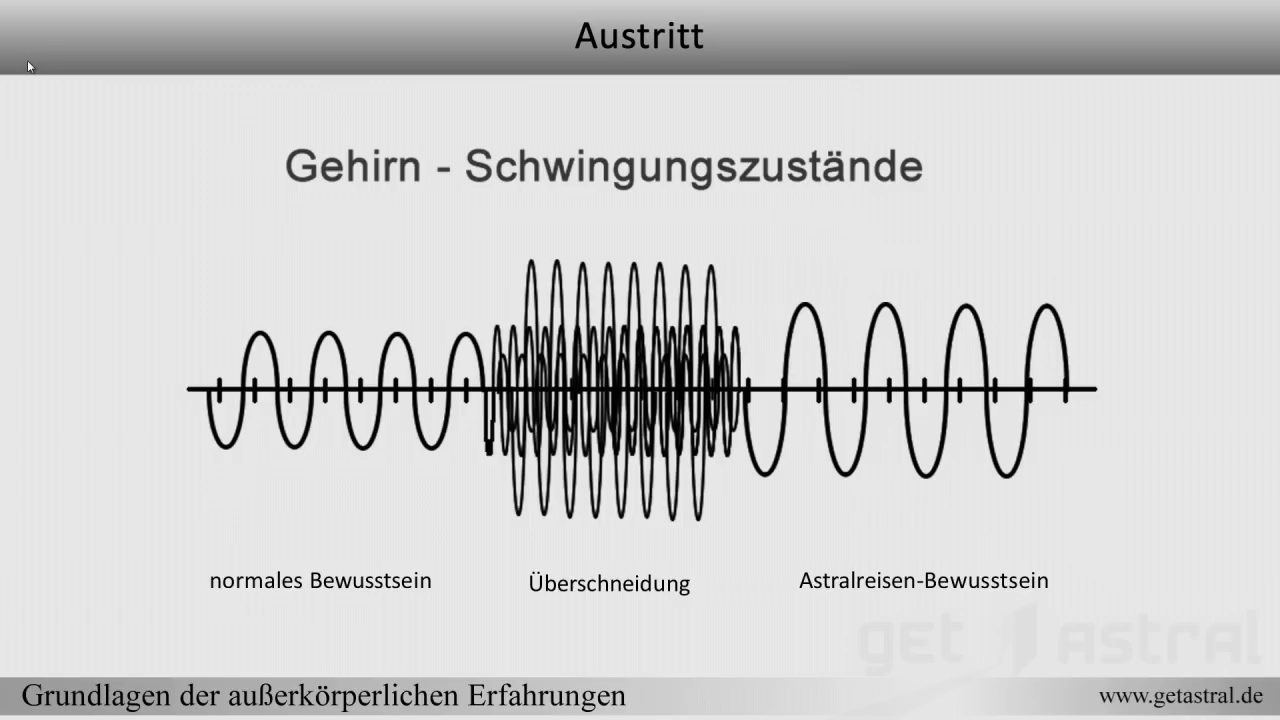 Austritt
Gehirn - Schwingungszustände
normales Bewusstsein
Überschneidung
Astralreisen-Bewusstsein
get astral
Grundlagen der außerkörperlichen Erfahrungen
www.getastral.de